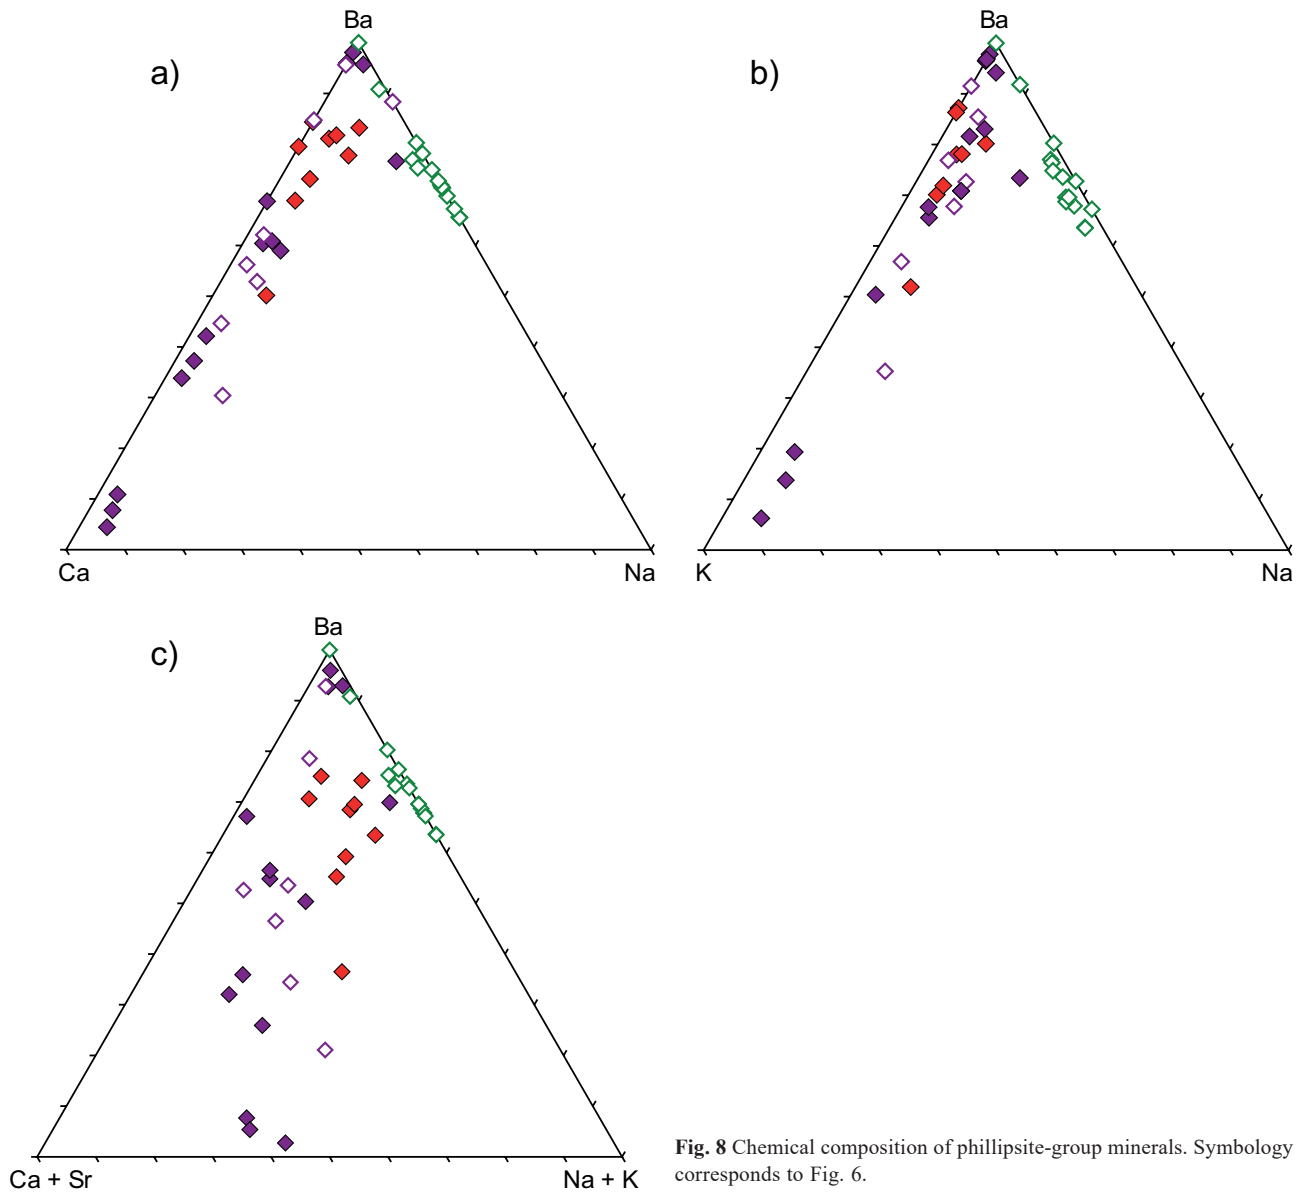 Ba
a)
Ca
Na
Ba
b)
K
Na
Ba
c)
Ca + Sr
Na + K
Fig. 8 Chemical composition of phillipsite-group minerals. Symbology
corresponds to Fig. 6.